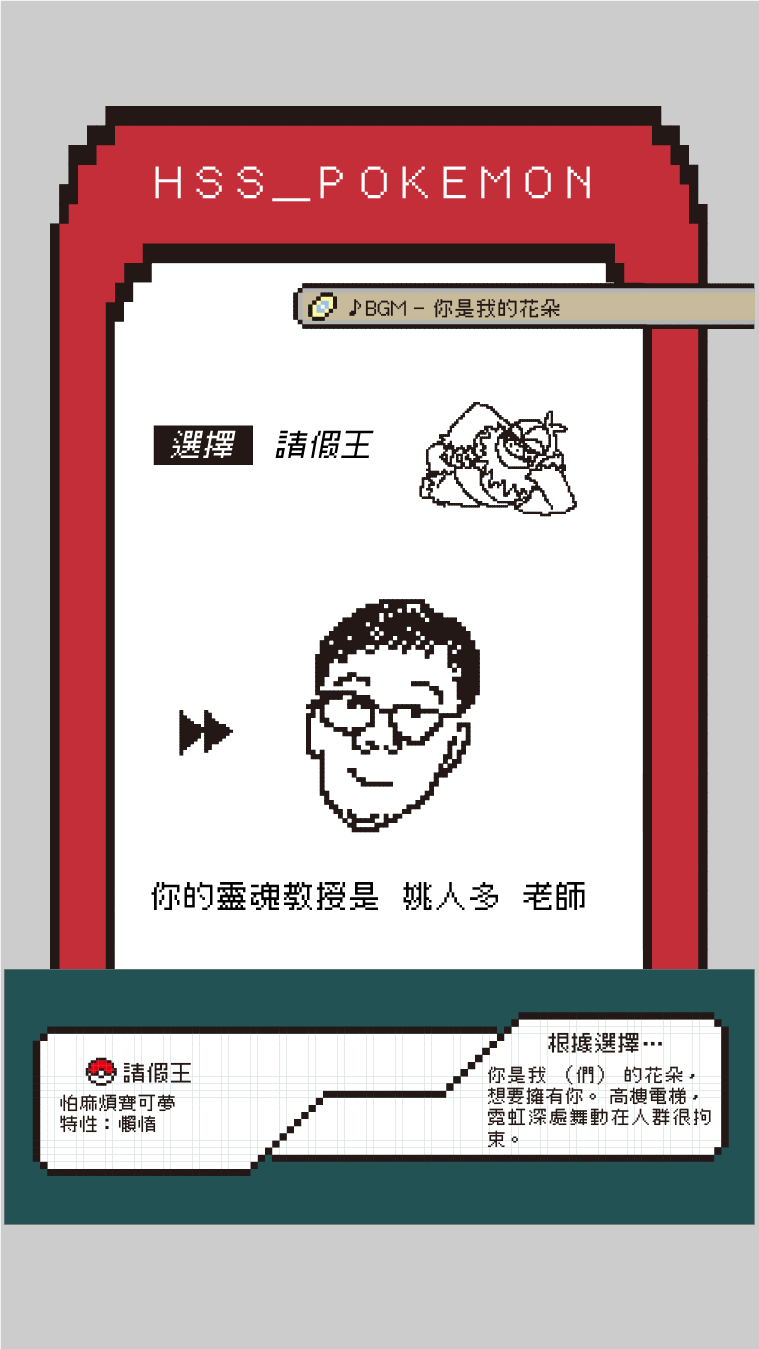 HSS_POKEMON
♪BGM - 你是我的花朵
選擇 請假王
你的靈魂教授是 姚人多 老師
請假王
怕麻煩寶可夢
特性：懶惰
根據選擇…
你是我（們）的花朵，
想要擁有你。高樓電梯，
霓虹深處舞動在人群很拘
束。